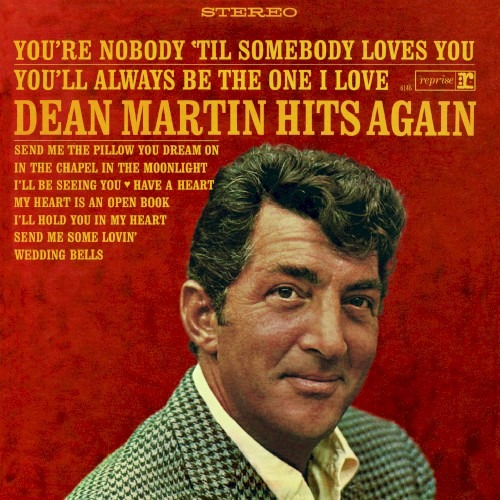 STEREO
YOU'RE NOBODY 'TIL SOMEBODY LOVES YOU
YOU'LL ALWAYS BE THE ONE I LOVE
6146
reprise r
DEAN MARTIN HITS AGAIN
SEND ME THE PILLOW YOU DREAM ON
IN THE CHAPEL IN THE MOONLIGHT
I'LL BE SEEING YOU ♥ HAVE A HEART
MY HEART IS AN OPEN BOOK
I'LL HOLD YOU IN MY HEART
SEND ME SOME LOVIN'
WEDDING BELLS